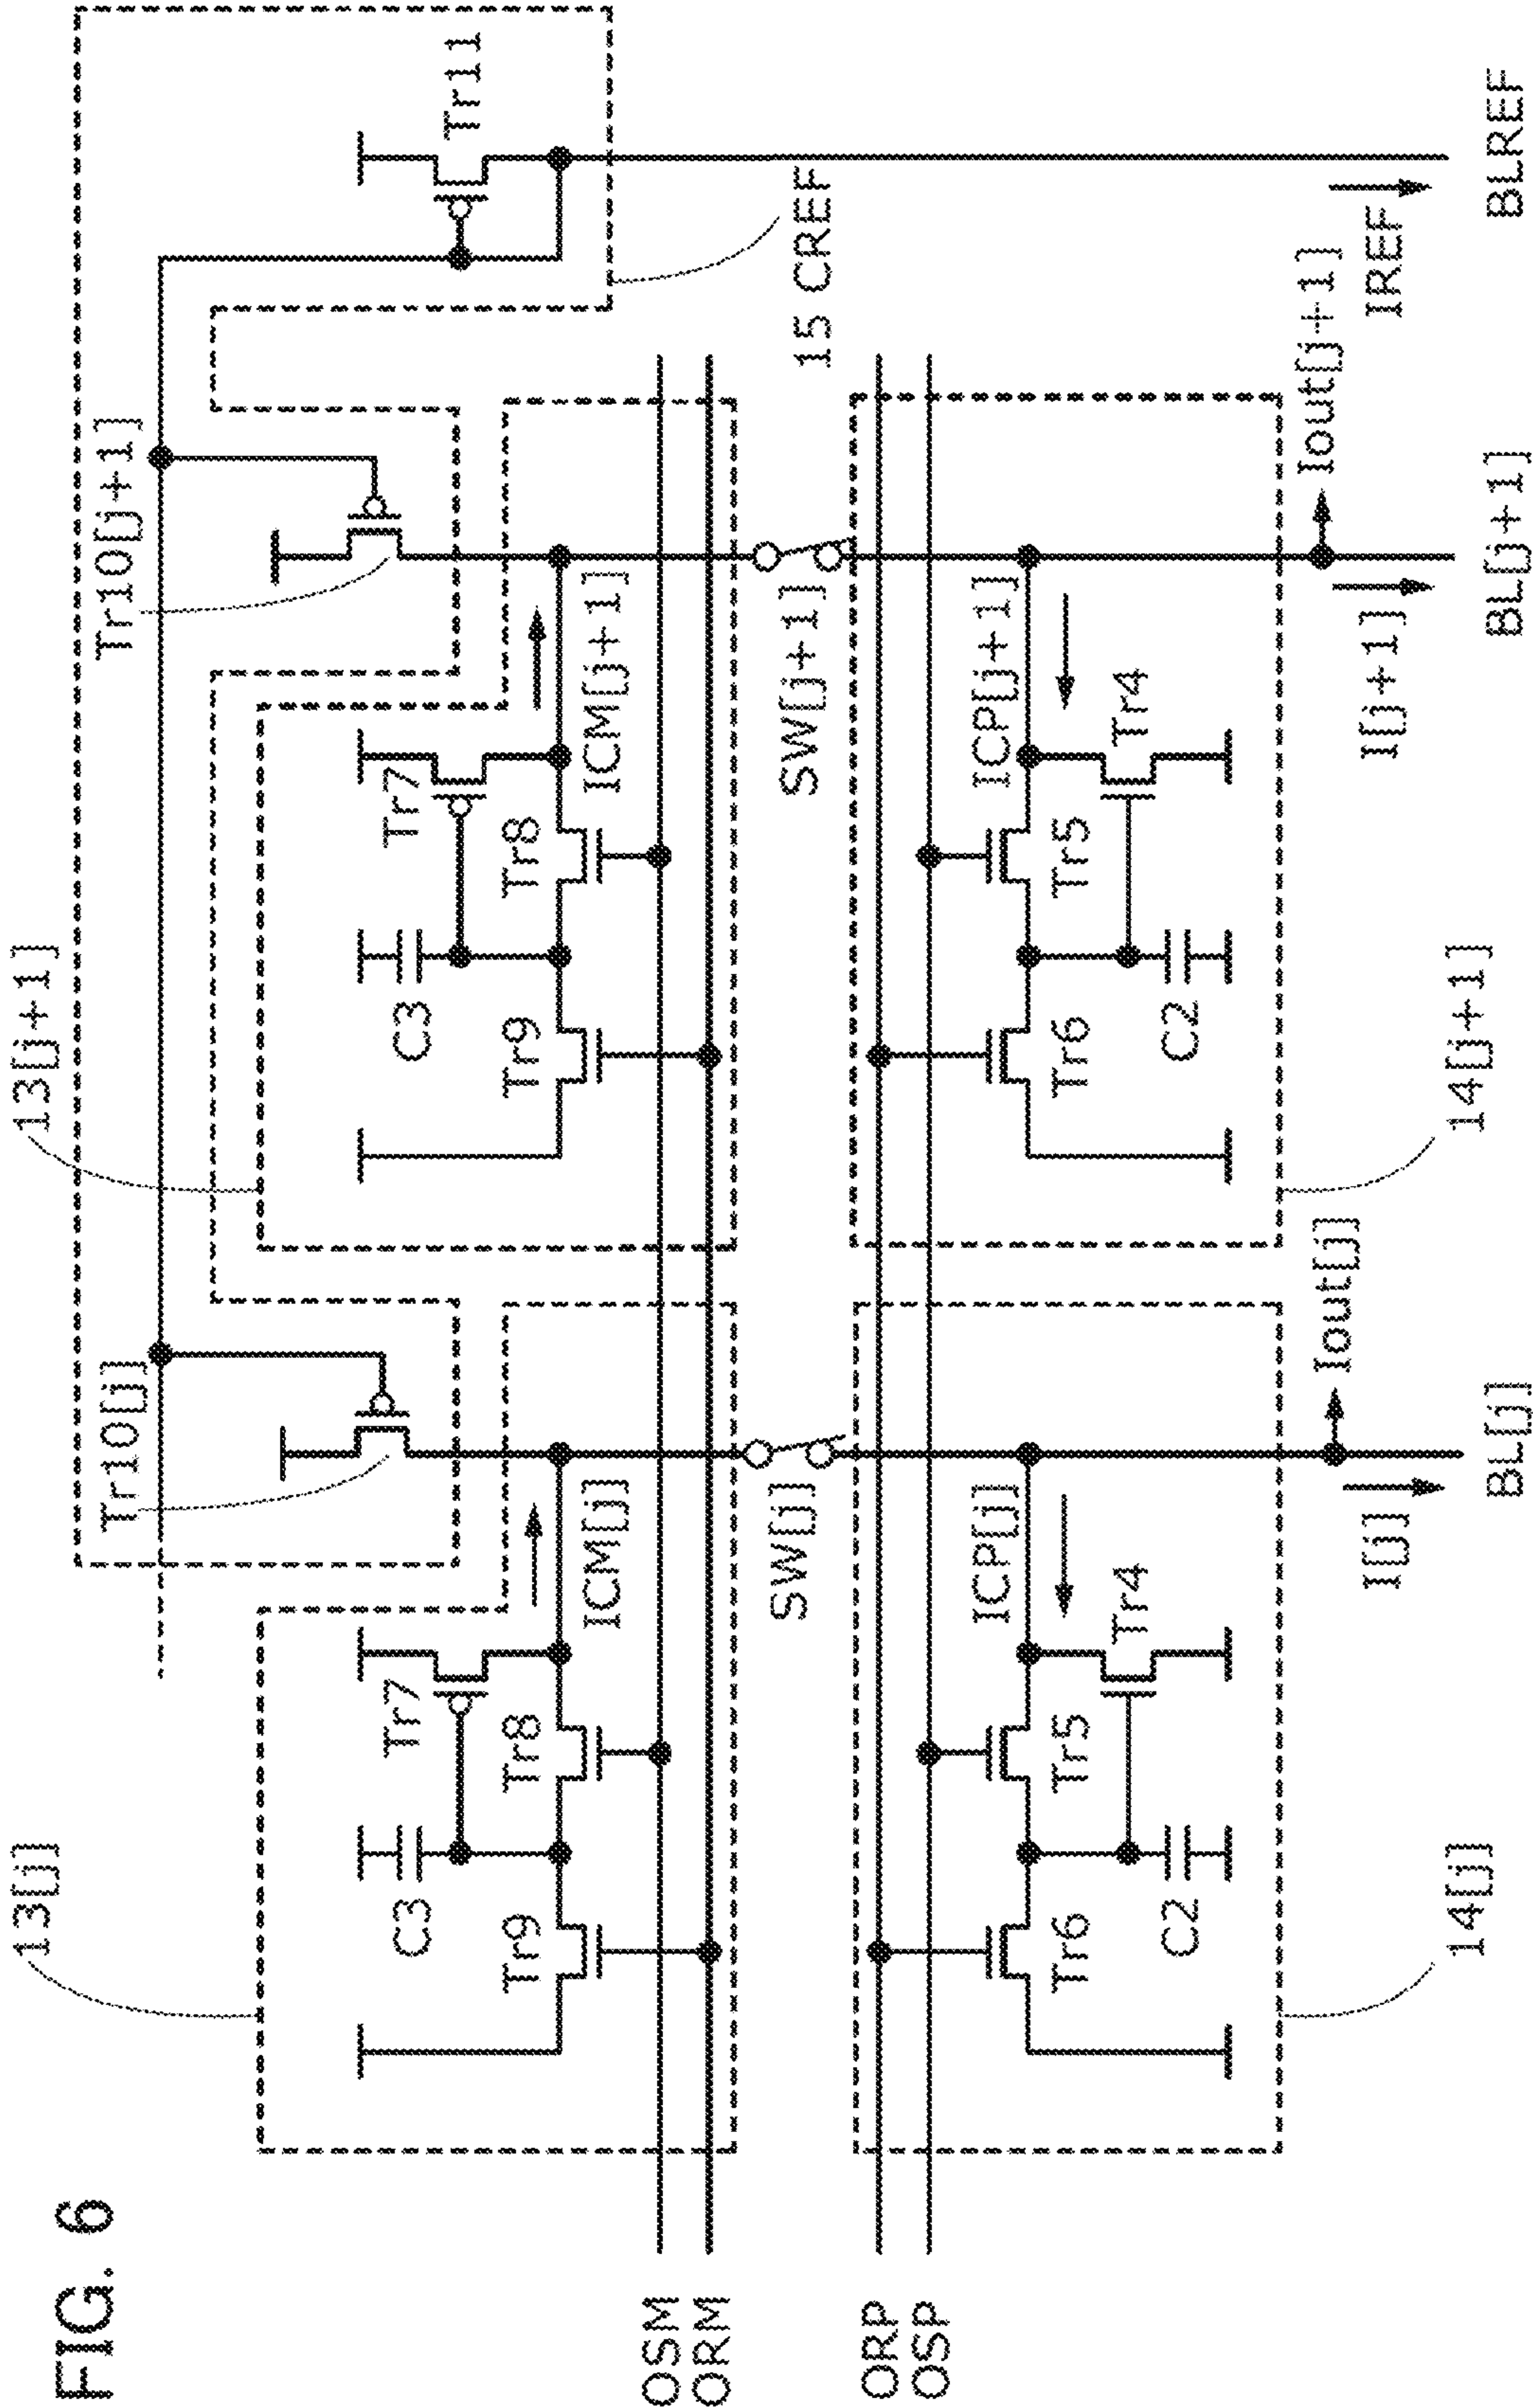 FIG. 6
13[j]
13[j+1]
Tr10[j]
Tr10[j+1]
Tr11
Tr7
C3
Tr9
Tr8
ICM[j]
Tr7
C3
Tr9
Tr8
ICM[j+1]
OSM
ORM
SW[j]
SW[j+1]
15 CREF
ORP
OSP
ICP[j]
Tr6
Tr5
Tr4
C2
ICP[j+1]
Tr6
Tr5
Tr4
C2
Iout[j]
Iout[j+1]
I[j]
I[j+1]
IREF
14[j]
14[j+1]
BL[j]
BL[j+1]
BLREF